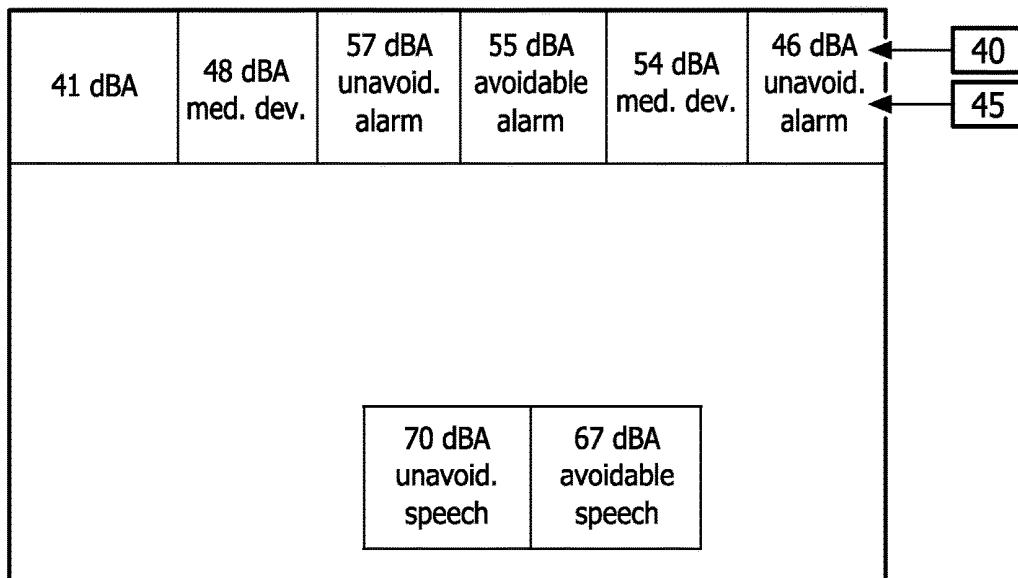 41 dBA
48 dBA
med. dev.
57 dBA
unavoid.
alarm
55 dBA
avoidable
alarm
54 dBA
med. dev.
46 dBA
unavoid.
alarm
40
45
70 dBA
unavoid.
speech
67 dBA
avoidable
speech